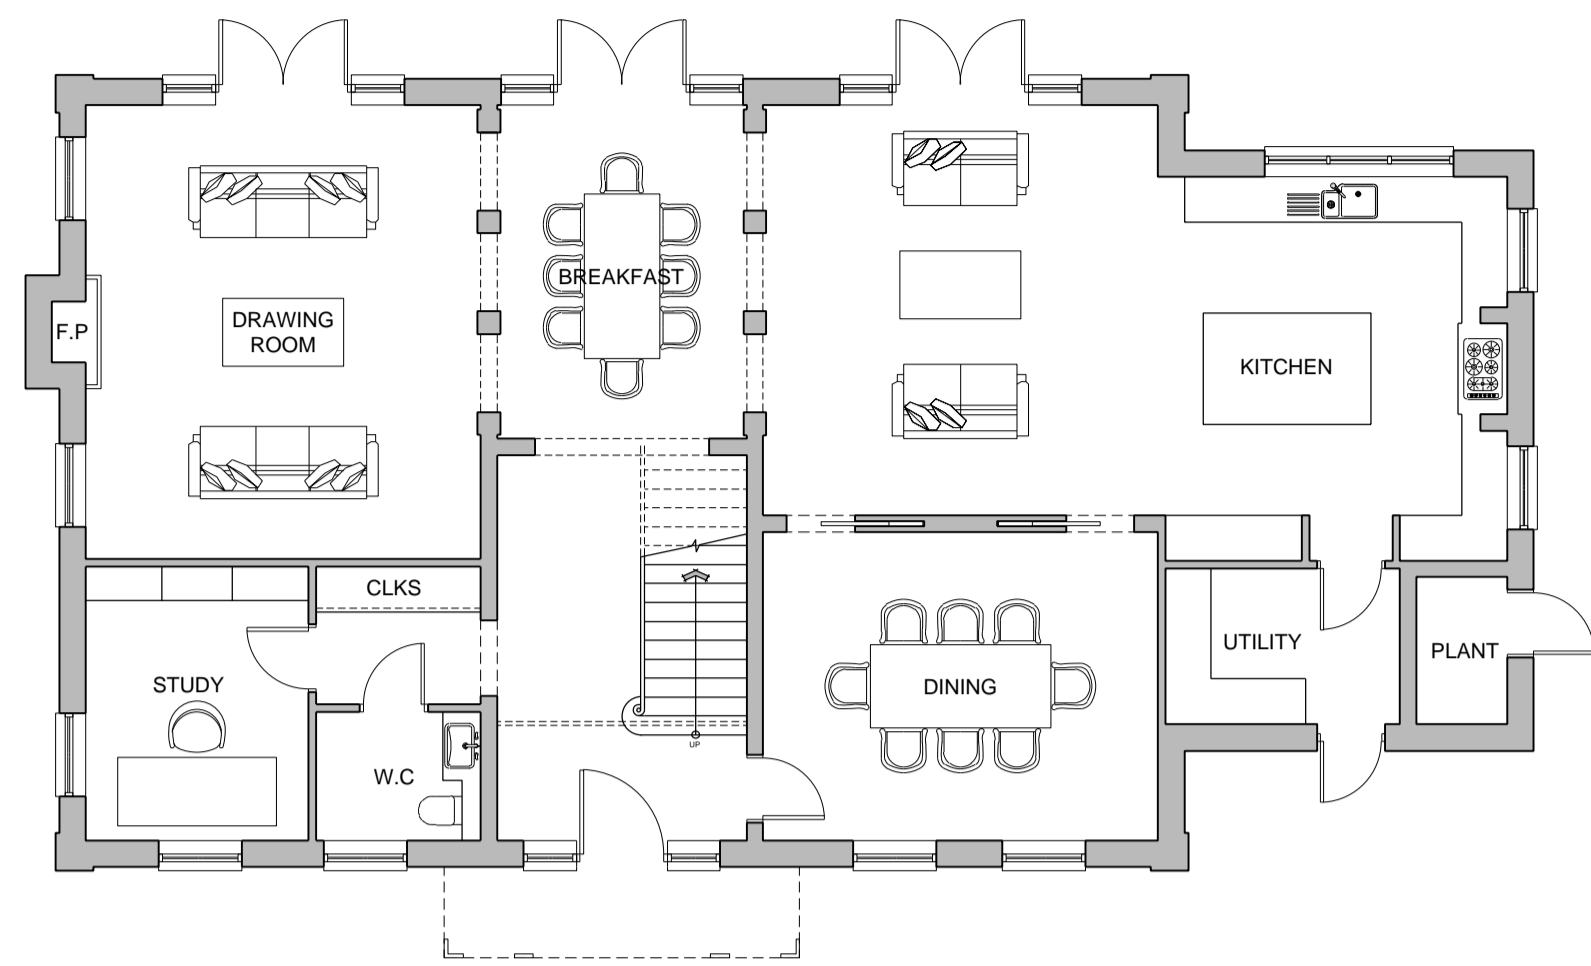 BREAKFAST
DRAWING
ROOM
F.P
KITCHEN
CLKS
UTILITY
PLANT
STUDY
DINING
UP
W.C